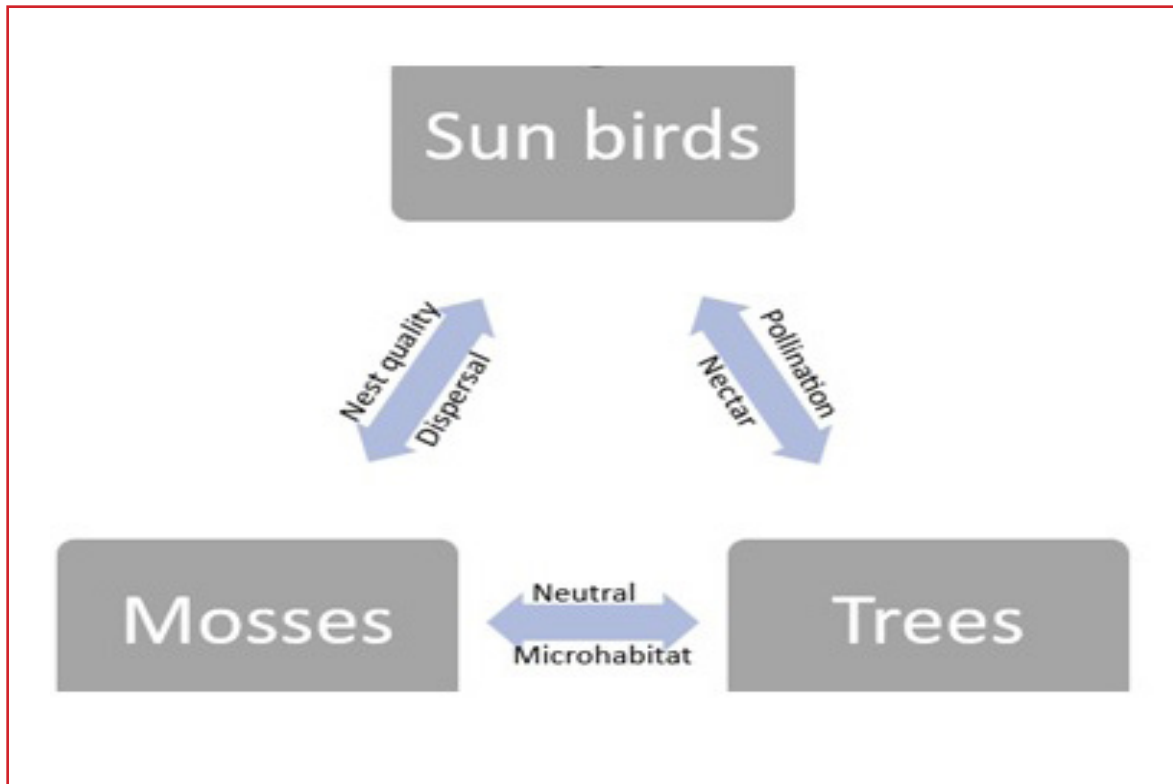 Sun birds
Nest quality
Dispersal
Pollination
Nectar
Mosses
Neutral
Microhabitat
Trees